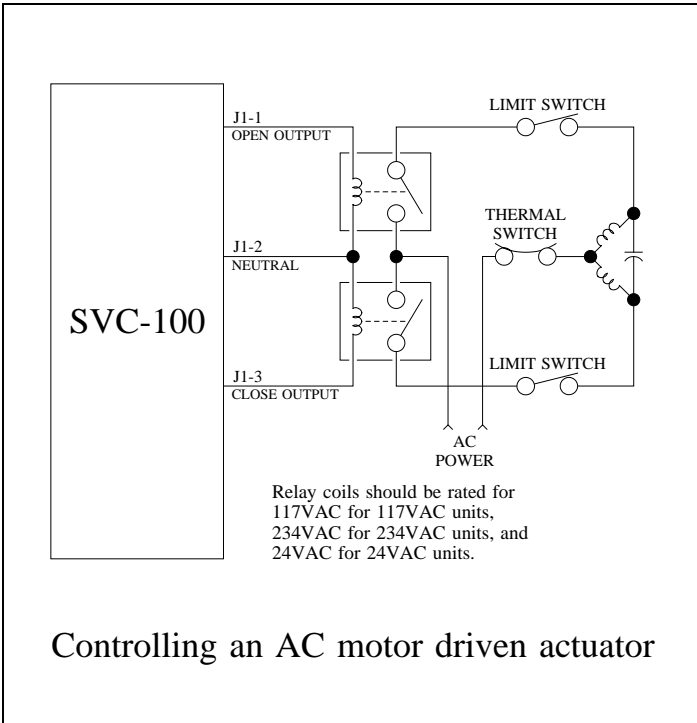 LIMIT SWITCH
J1-1
OPEN OUTPUT
THERMAL
SWITCH
J1-2
NEUTRAL
SVC-100
LIMIT SWITCH
J1-3
CLOSE OUTPUT
AC
POWER
Relay coils should be rated for
117VAC for 117VAC units,
234VAC for 234VAC units, and
24VAC for 24VAC units.
Controlling an AC motor driven actuator